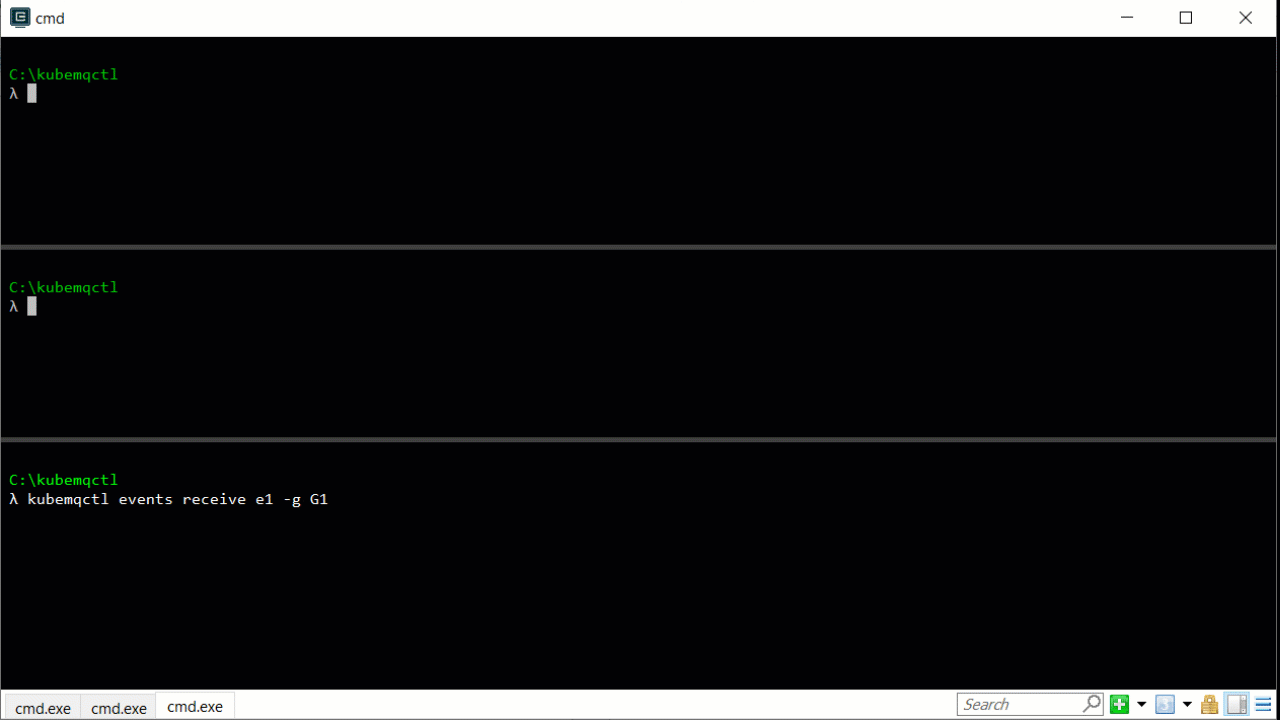 cmd
C:\kubemqctl
λ
C:\kubemqctl
λ
C:\kubemqctl
λ kubemqctl events receive e1 -g G1
cmd.exe cmd.exe cmd.exe Search